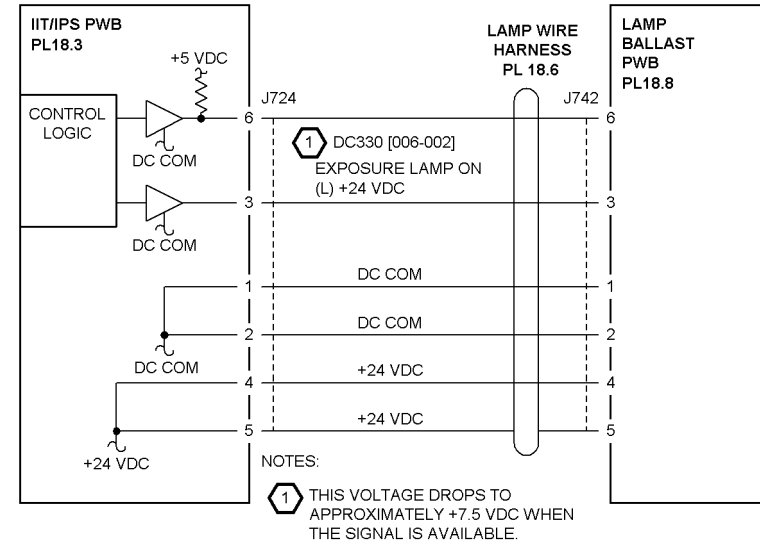 IIT/IPS PWB
PL18.3
+5 VDC
CONTROL
LOGIC
DC COM
DC COM
DC COM
+24 VDC
J724
6
3
1
2
4
5
1 DC330 [006-002]
EXPOSURE LAMP ON
(L) +24 VDC
DC COM
DC COM
+24 VDC
+24 VDC
LAMP WIRE
HARNESS
PL 18.6
J742
6
3
1
2
4
5
LAMP
BALLAST
PWB
PL18.8
NOTES:
1 THIS VOLTAGE DROPS TO
APPROXIMATELY +7.5 VDC WHEN
THE SIGNAL IS AVAILABLE.